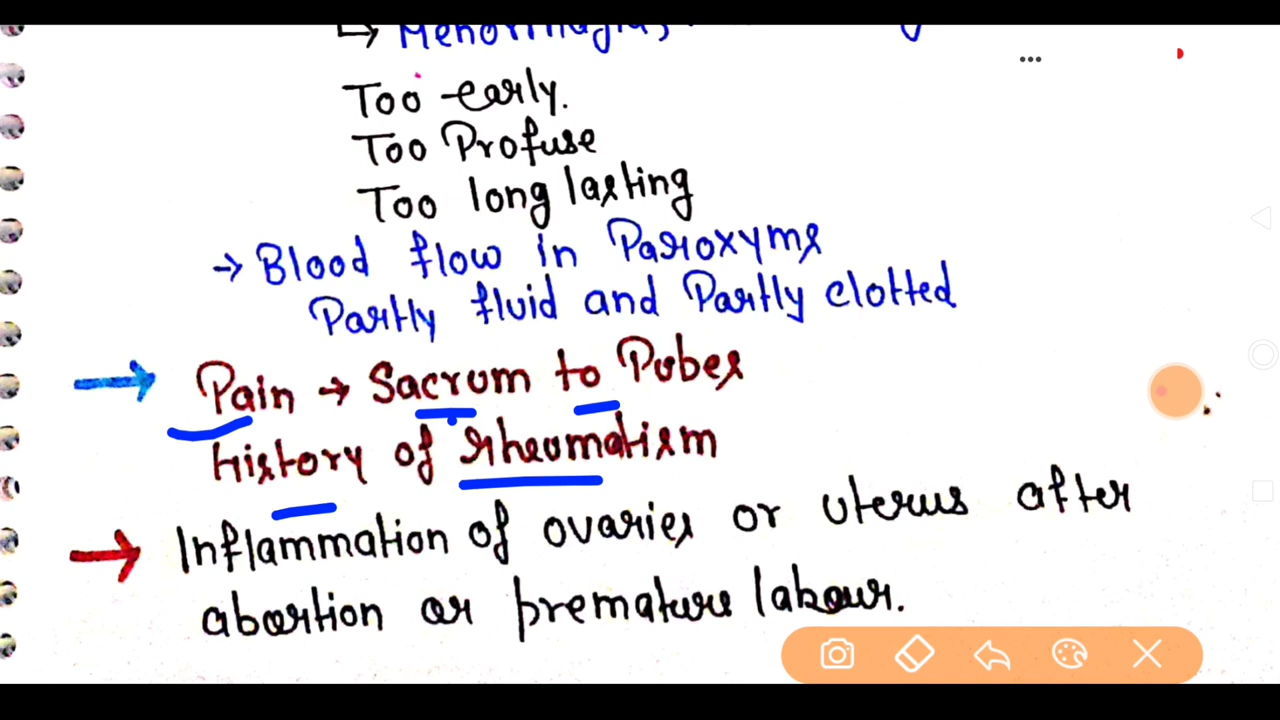 → Menorrhagia,
Too early.
Too Profuse
Too long lasting
→ Blood flow in Paroxyms
Partly fluid and Partly clotted
→ Pain → Sacrum to Pubes
history of rheumatism
→ Inflammation of ovaries or uterus after
abortion or premature labour.